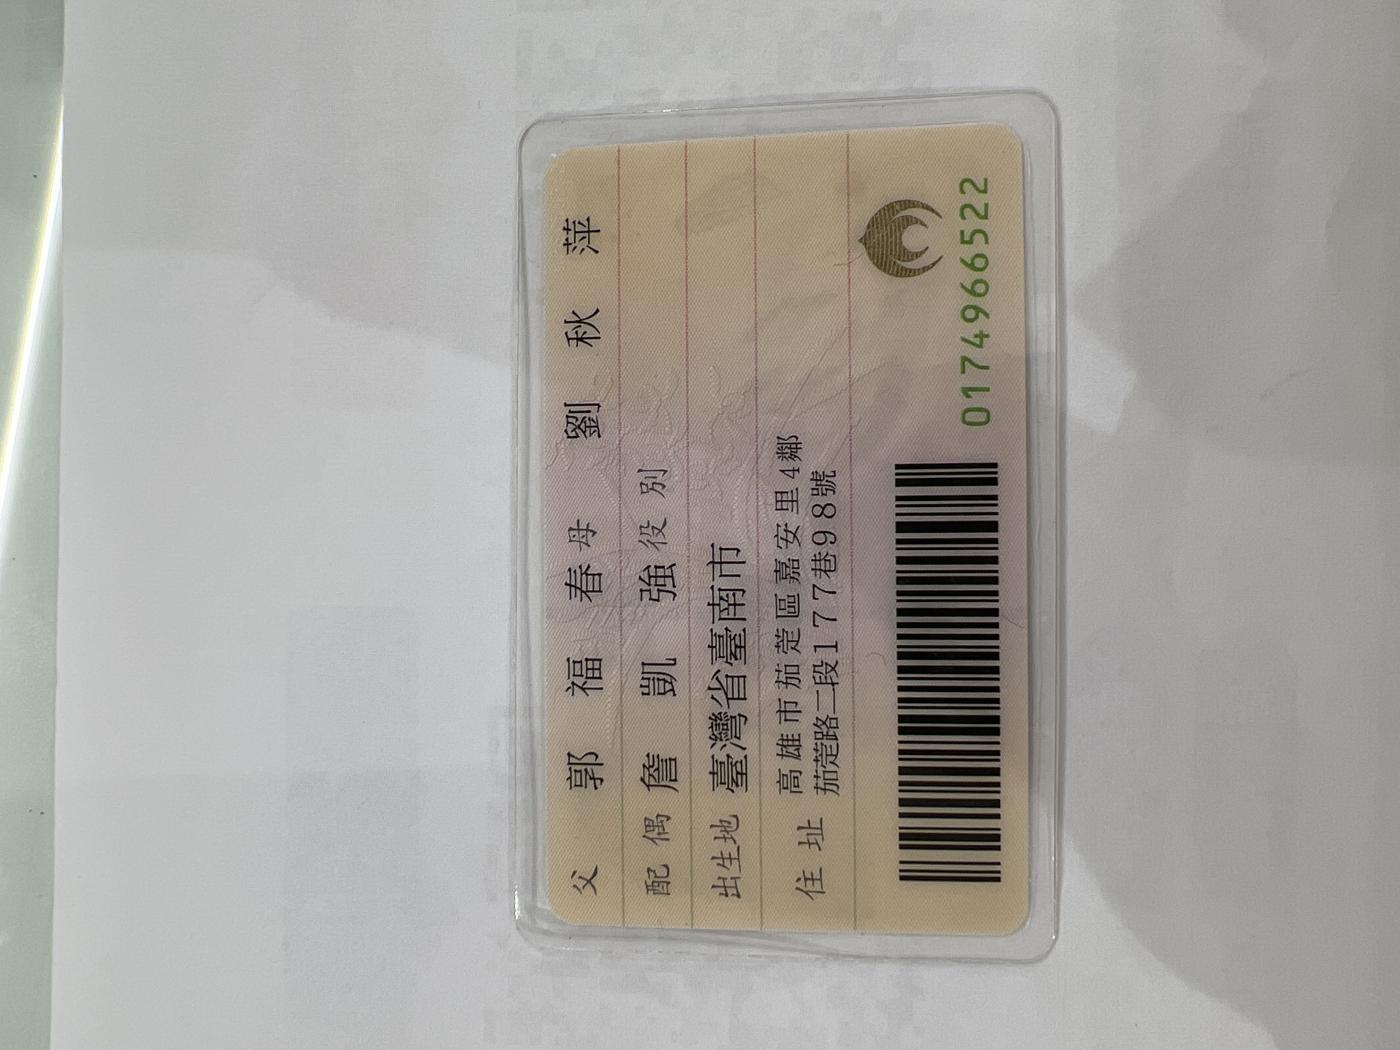 父 郭福春 母 劉秋萍
配偶 詹凱強 役別
出生地 臺灣省臺南市
住址 高雄市茄萣區嘉安里4鄰
茄萣路二段177巷98號
0174966522